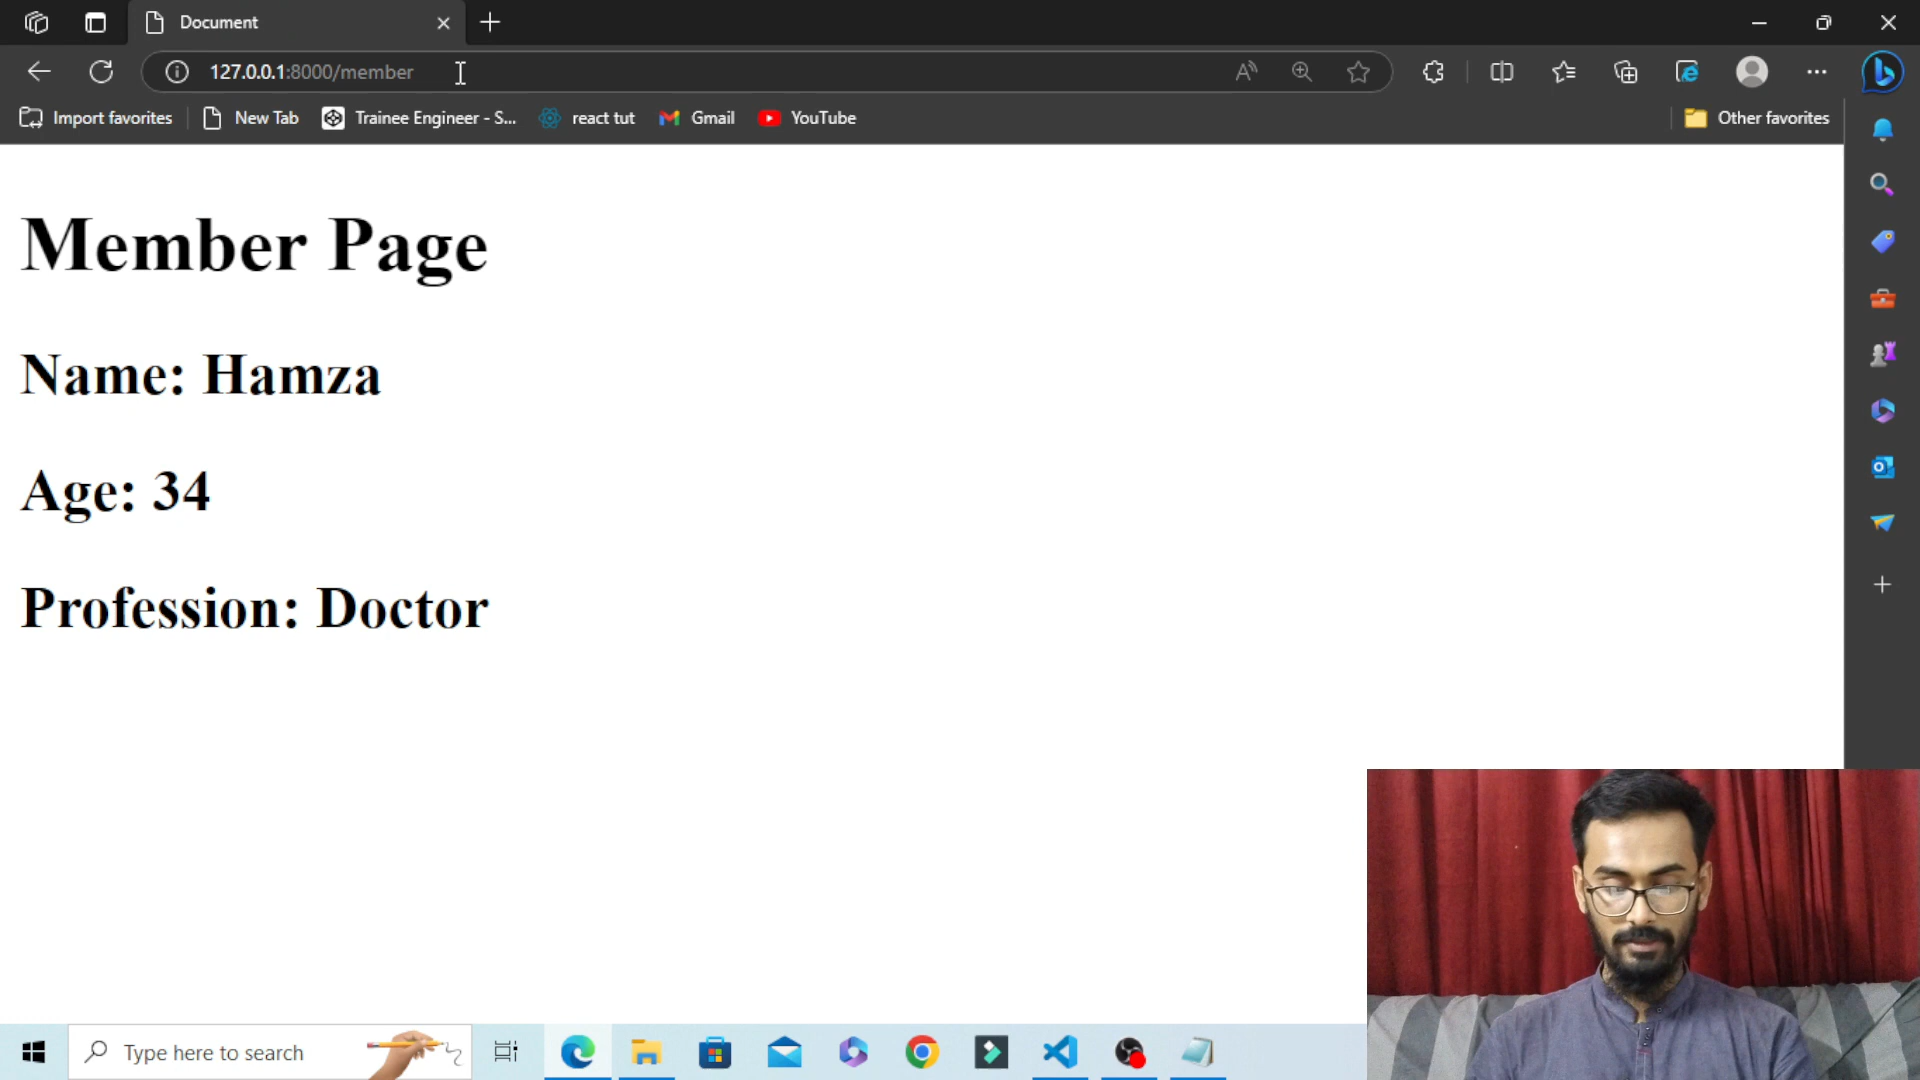 Document
127.0.0.1:8000/member
Import favorites
New Tab
Trainee Engineer - S...
react tut
Gmail
YouTube
Other favorites
Member Page
Name: Hamza
Age: 34
Profession: Doctor
Type here to search